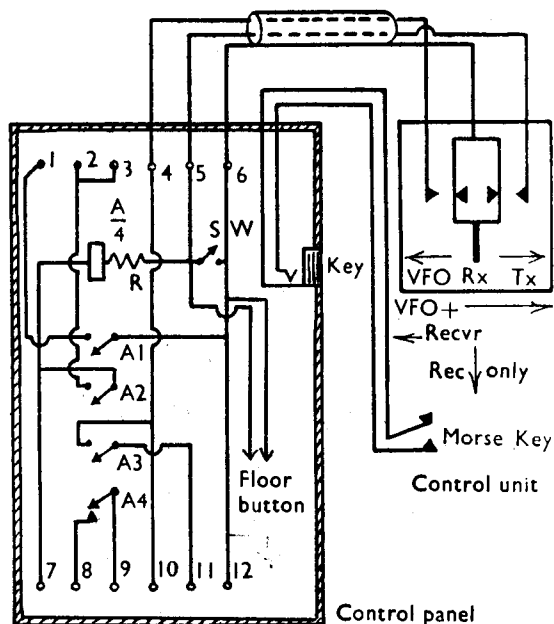 1 2 3 4 5 6
A
4
R
S W
Key
A1
A2
A3
A4
Floor
button
7 8 9 10 11 12
Control panel
VFO Rx Tx
VFO+
Recvr
Rec only
Morse Key
Control unit